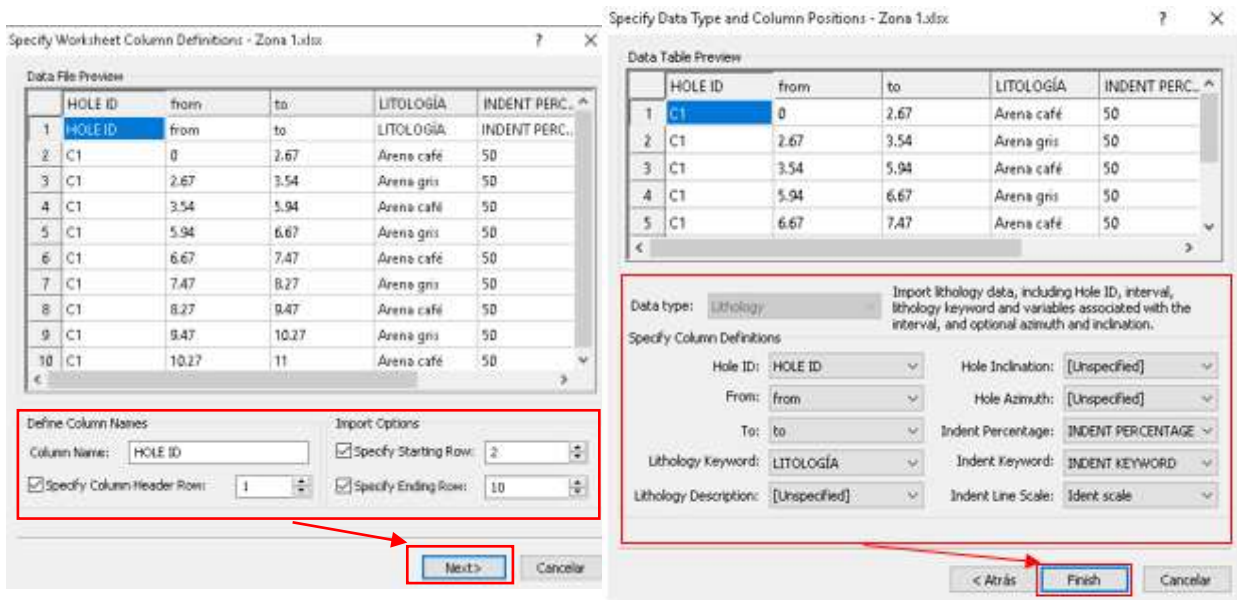 Specify Worksheet Column Definitions - Zona 1.xlsx ? ×
Data File Preview
HOLE ID from to LITOLOGÍA INDENT PERC..
1 HOLE ID from to LITOLOGÍA INDENT PERC..
2 C1 0 2.67 Arena café 50
3 C1 2.67 3.54 Arena gris 50
4 C1 3.54 5.94 Arena café 50
5 C1 5.94 6.67 Arena gris 50
6 C1 6.67 7.47 Arena café 50
7 C1 7.47 8.27 Arena gris 50
8 C1 8.27 9.47 Arena café 50
9 C1 9.47 10.27 Arena gris 50
10 C1 10.27 11 Arena café 50
Define Column Names Import Options
Column Name: HOLE ID Specify Starting Row: 2
Specify Column Header Row: 1 Specify Ending Row: 10
Next> Cancelar
Specify Data Type and Column Positions - Zona 1.xlsx ? ×
Data Table Preview
HOLE ID from to LITOLOGÍA INDENT PERC..
1 C1 0 2.67 Arena café 50
2 C1 2.67 3.54 Arena gris 50
3 C1 3.54 5.94 Arena café 50
4 C1 5.94 6.67 Arena gris 50
5 C1 6.67 7.47 Arena café 50
Data type: Lithology
Import lithology data, including Hole ID, interval,
lithology keyword and variables associated with the
interval, and optional azimuth and inclination.
Specify Column Definitions
Hole ID: HOLE ID Hole Inclination: [Unspecified]
From: from Hole Azimuth: [Unspecified]
To: to Indent Percentage: INDENT PERCENTAGE
Lithology Keyword: LITOLOGÍA Indent Keyword: INDENT KEYWORD
Lithology Description: [Unspecified] Indent Line Scale: Ident scale
< Atrás Finish Cancelar